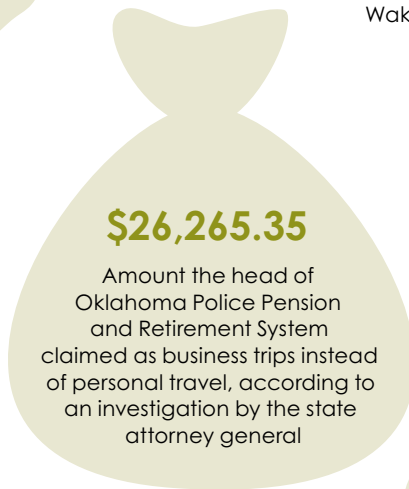 Wak
$26,265.35
Amount the head of
Oklahoma Police Pension
and Retirement System
claimed as business trips instead
of personal travel, according to
an investigation by the state
attorney general